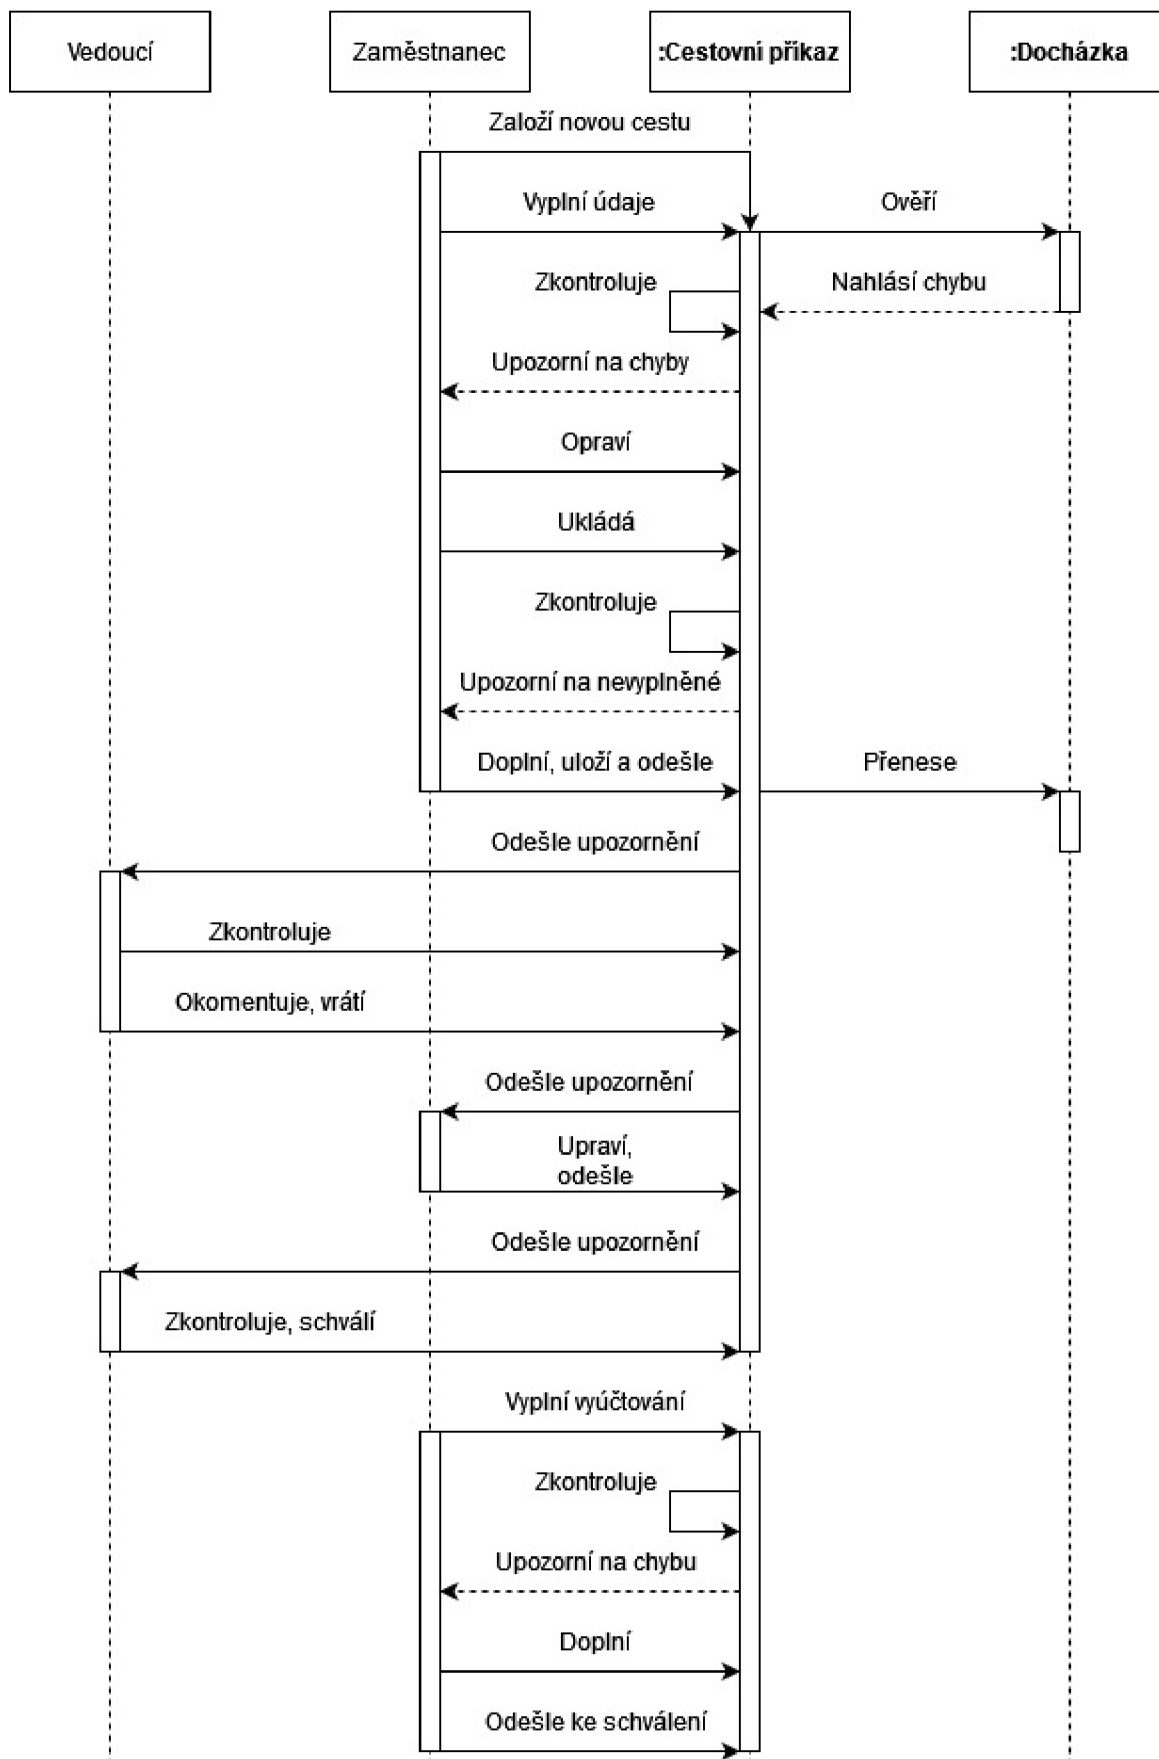 Vedoucí
Zaměstnanec
:Cestovní příkaz
:Docházka
Založí novou cestu
Vyplní údaje
Ověří
Zkontroluje
Nahlásí chybu
Upozorní na chyby
Opraví
Ukládá
Zkontroluje
Upozorní na nevyplněné
Doplní, uloží a odešle
Přenese
Odešle upozornění
Zkontroluje
Okomentuje, vrátí
Odešle upozornění
Upraví,
odešle
Odešle upozornění
Zkontroluje, schválí
Vyplní vyúčtování
Zkontroluje
Upozorní na chybu
Doplní
Odešle ke schválení